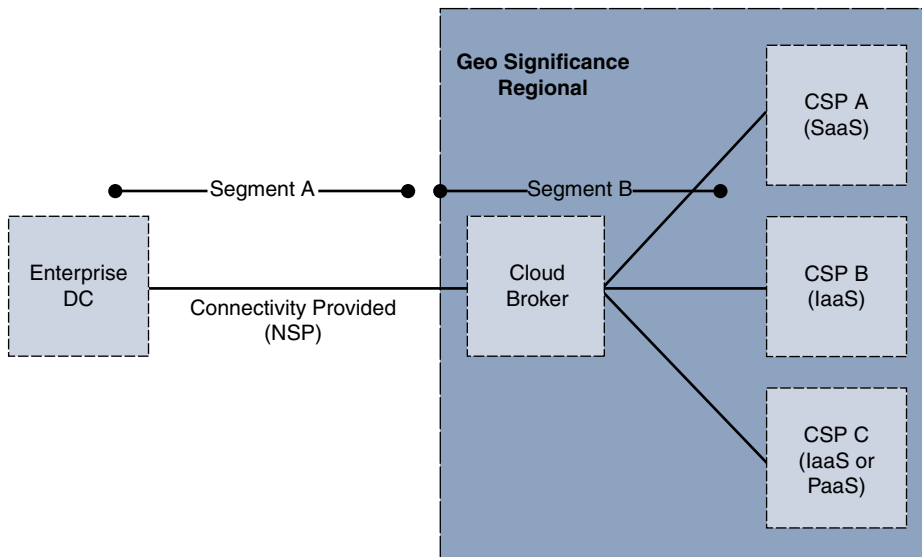 Geo Significance
Regional
CSP A
(SaaS)
Segment A
Segment B
Enterprise
DC
Connectivity Provided
(NSP)
Cloud
Broker
CSP B
(IaaS)
CSP C
(IaaS or
PaaS)